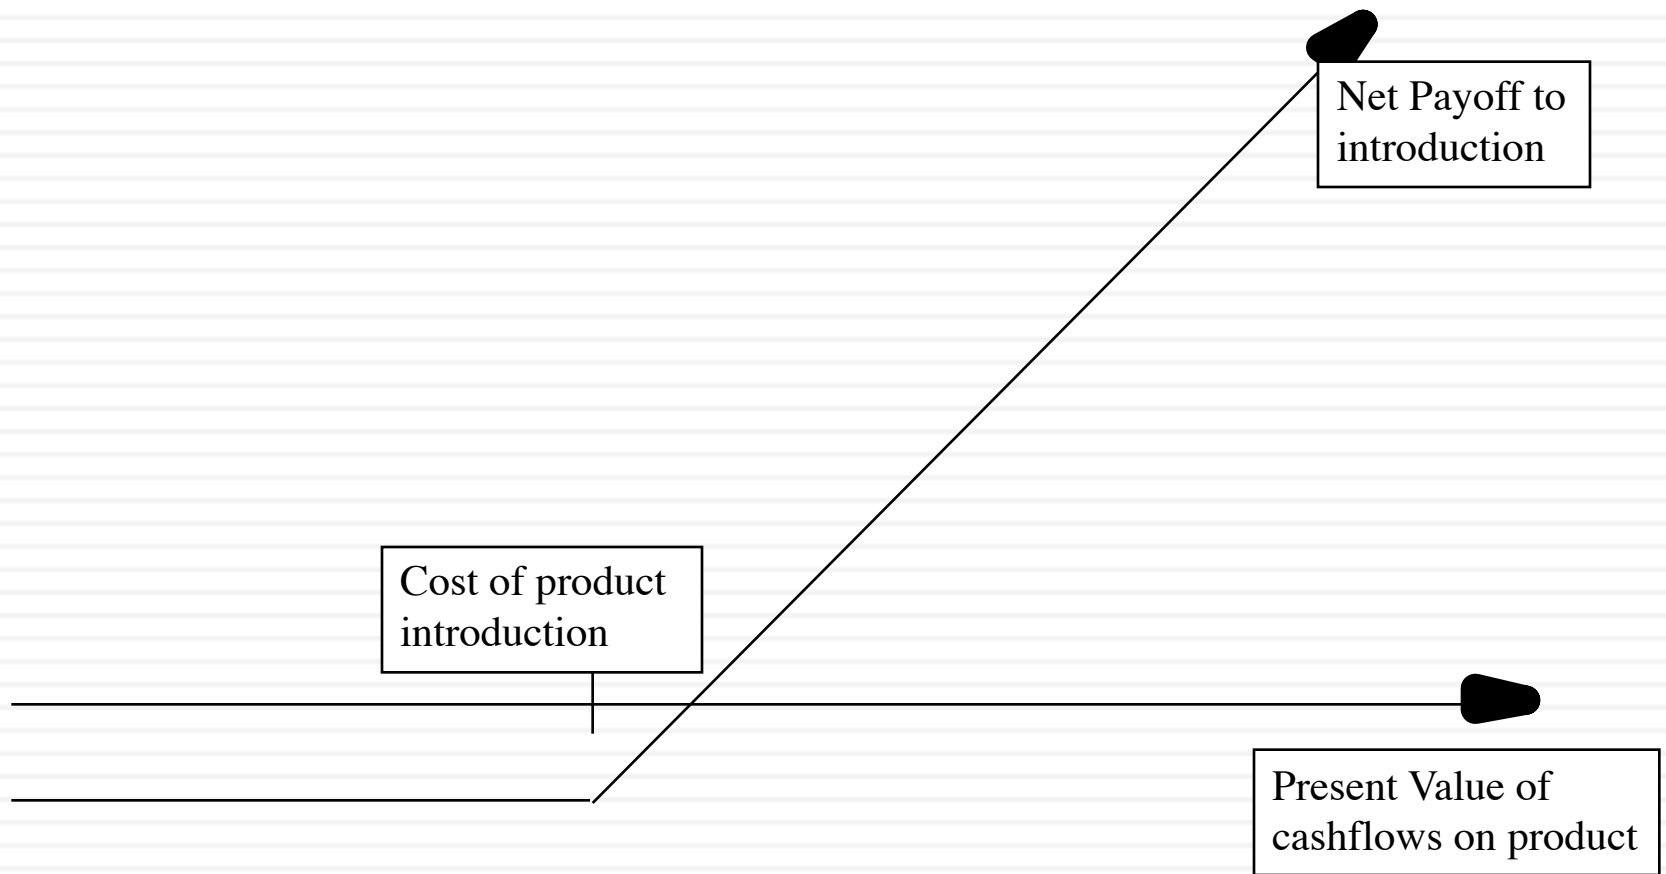 Net Payoff to
introduction
Cost of product
introduction
Present Value of
cashflows on product